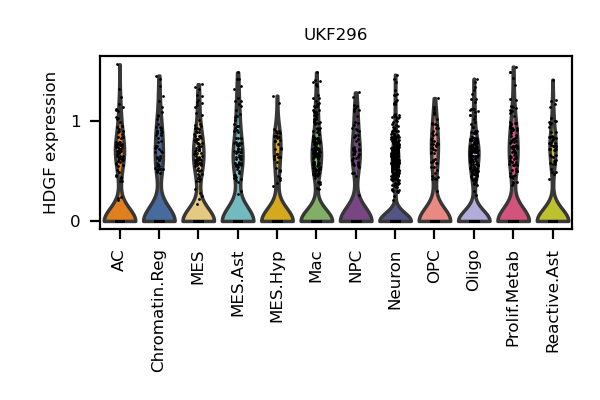 UKF296
HDGF expression
1
0
AC
Chromatin.Reg
MES
MES.Ast
MES.Hyp
Mac
NPC
Neuron
OPC
Oligo
Prolif.Metab
Reactive.Ast